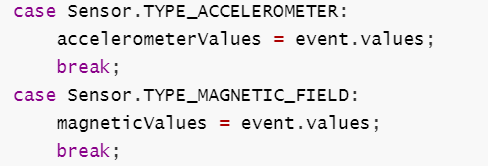 case Sensor.TYPE_ACCELEROMETER:
    accelerometerValues = event.values;
    break;
case Sensor.TYPE_MAGNETIC_FIELD:
    magneticValues = event.values;
    break;